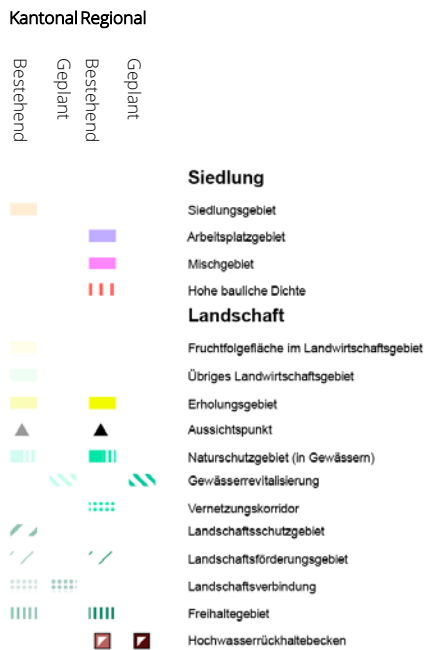 Kantonal Regional
Bestehend Geplant Bestehend Geplant
Siedlung
Siedlungsgebiet
Arbeitsplatzgebiet
Mischgebiet
Hohe bauliche Dichte
Landschaft
Fruchtfolgefläche im Landwirtschaftsgebiet
Übriges Landwirtschaftsgebiet
Erholungsgebiet
Aussichtspunkt
Naturschutzgebiet (in Gewässern)
Gewässerrevitalisierung
Vernetzungskorridor
Landschaftsschutzgebiet
Landschaftsförderungsgebiet
Landschaftsverbindung
Freihaltegebiet
Hochwasserrückhaltebecken